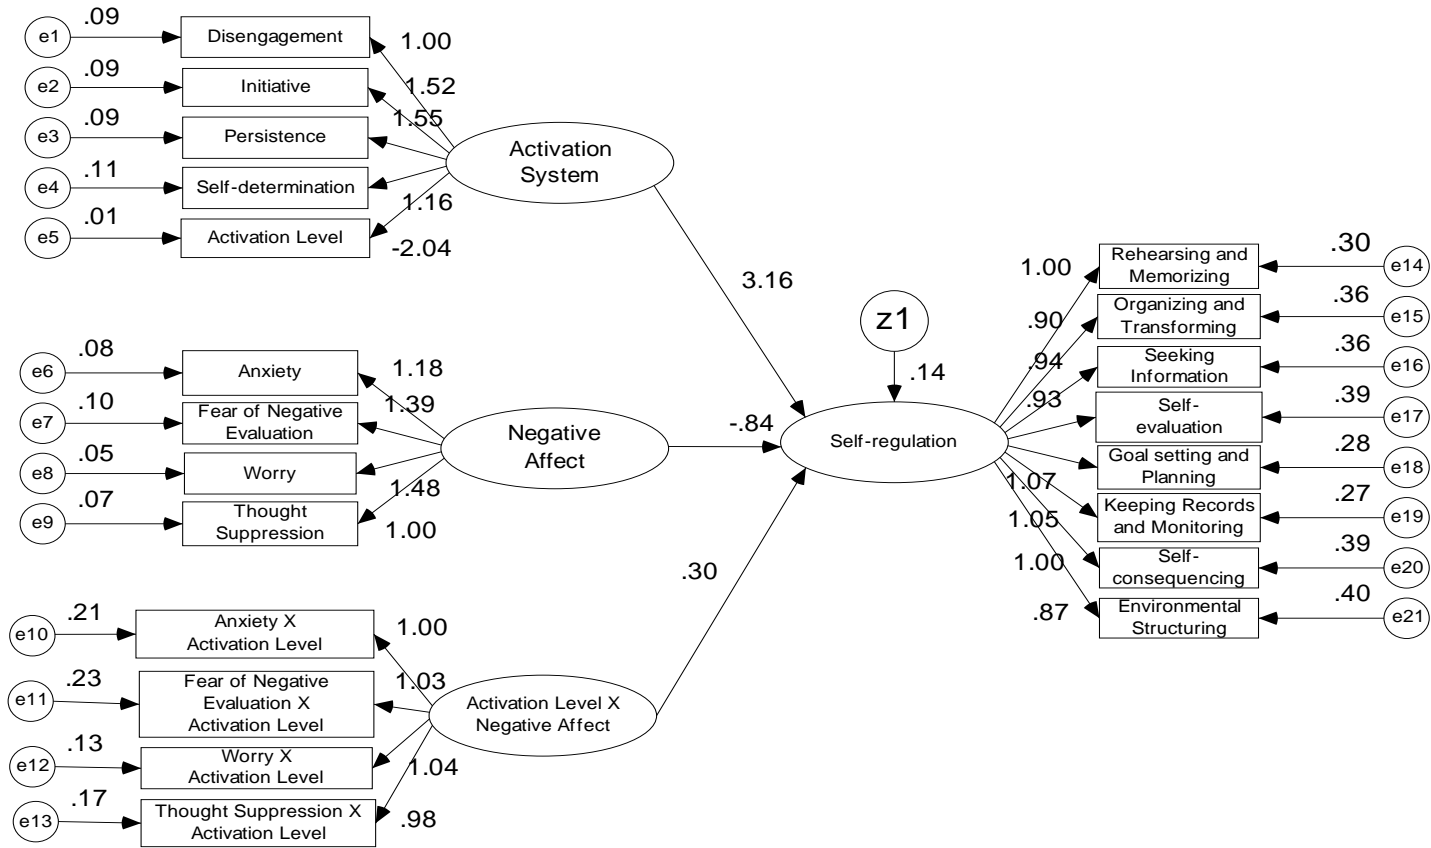 .09
e1
Disengagement
1.00
.09
e2
Initiative
1.52
.09
e3
Persistence
1.55
.11
e4
Self-determination
1.16
.01
e5
Activation Level
-2.04
Activation
System
3.16
.08
e6
Anxiety
1.18
.10
e7
Fear of Negative
Evaluation
1.39
.05
e8
Worry
1.48
.07
e9
Thought
Suppression
1.00
Negative
Affect
-.84
.21
e10
Anxiety X
Activation Level
1.00
.23
e11
Fear of Negative
Evaluation X
Activation Level
1.03
.13
e12
Worry X
Activation Level
1.04
.17
e13
Thought Suppression X
Activation Level
.98
Activation Level X
Negative Affect
.30
z1
.14
Self-regulation
1.00
Rehearsing and
Memorizing
.30
e14
.90
Organizing and
Transforming
.36
e15
.94
Seeking
Information
.36
e16
.93
Self-
evaluation
.39
e17
1.07
Goal setting and
Planning
.28
e18
1.05
Keeping Records
and Monitoring
.27
e19
1.00
Self-
consequencing
.39
e20
.87
Environmental
Structuring
.40
e21